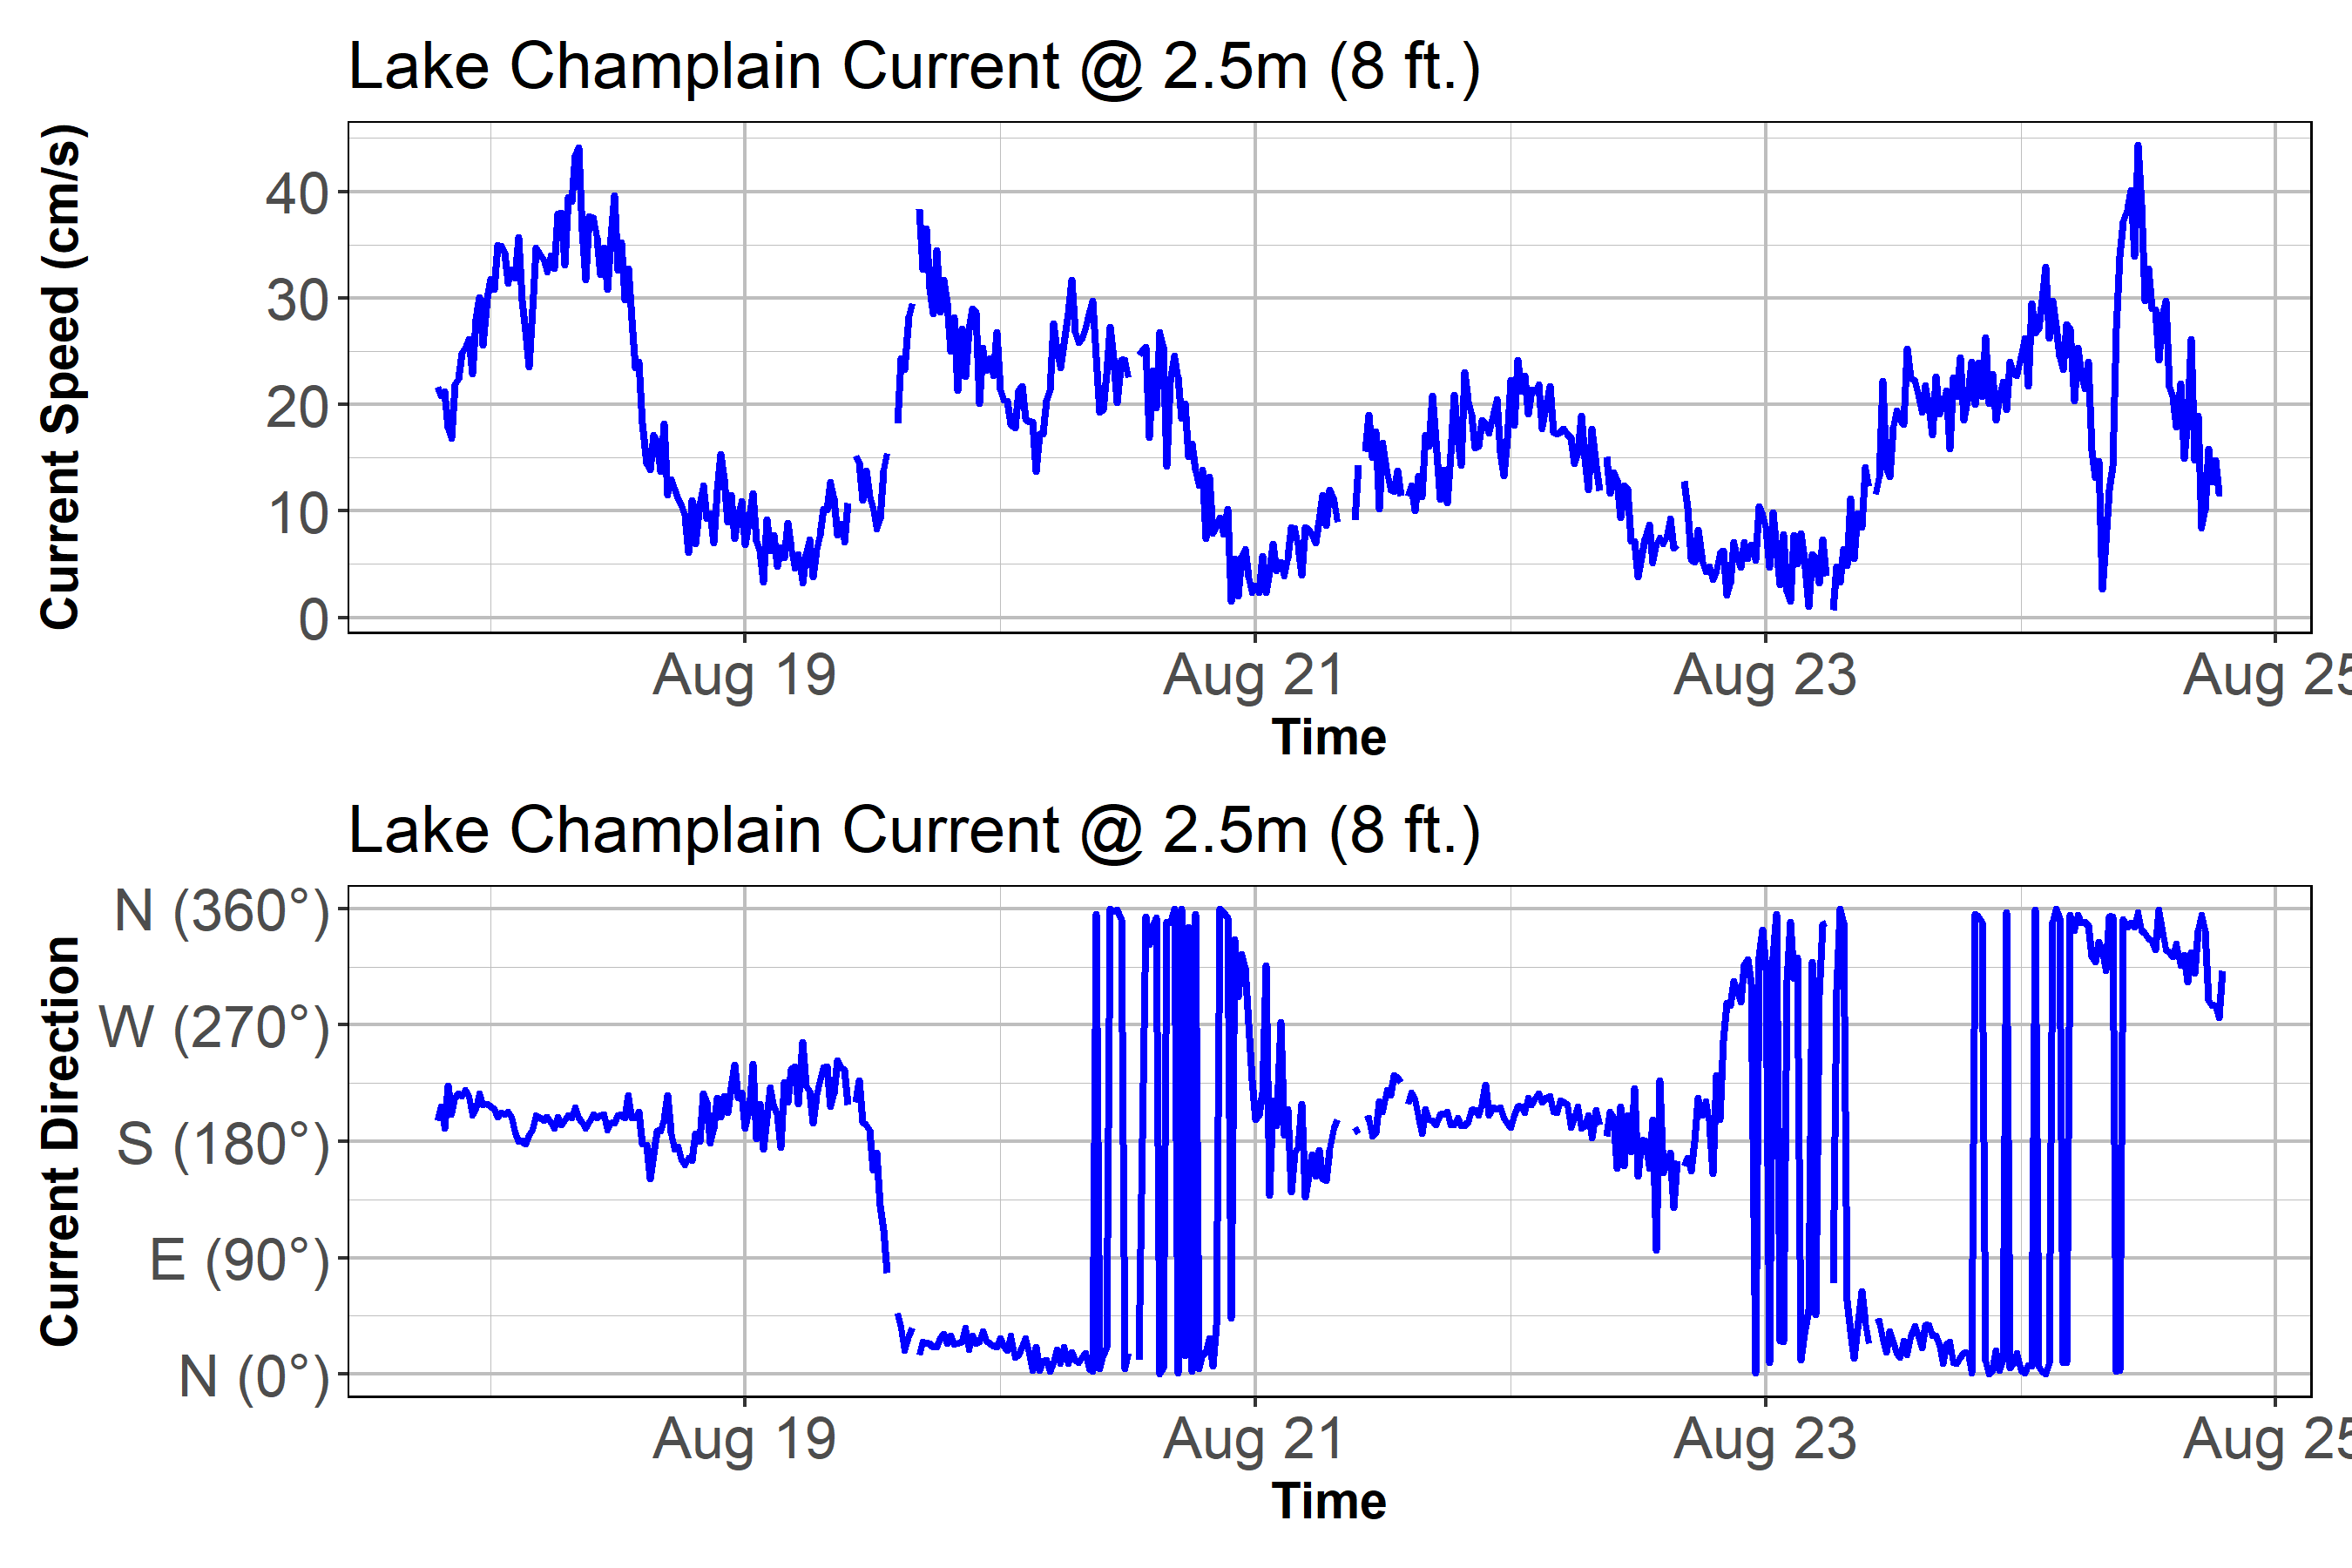 Lake Champlain Current @ 2.5m (8 ft.)
Current Speed (cm/s)
40
30
20
10
0
Aug 19 Aug 21 Aug 23 Aug 25
Time
Lake Champlain Current @ 2.5m (8 ft.)
Current Direction
N (360°)
W (270°)
S (180°)
E (90°)
N (0°)
Aug 19 Aug 21 Aug 23 Aug 25
Time